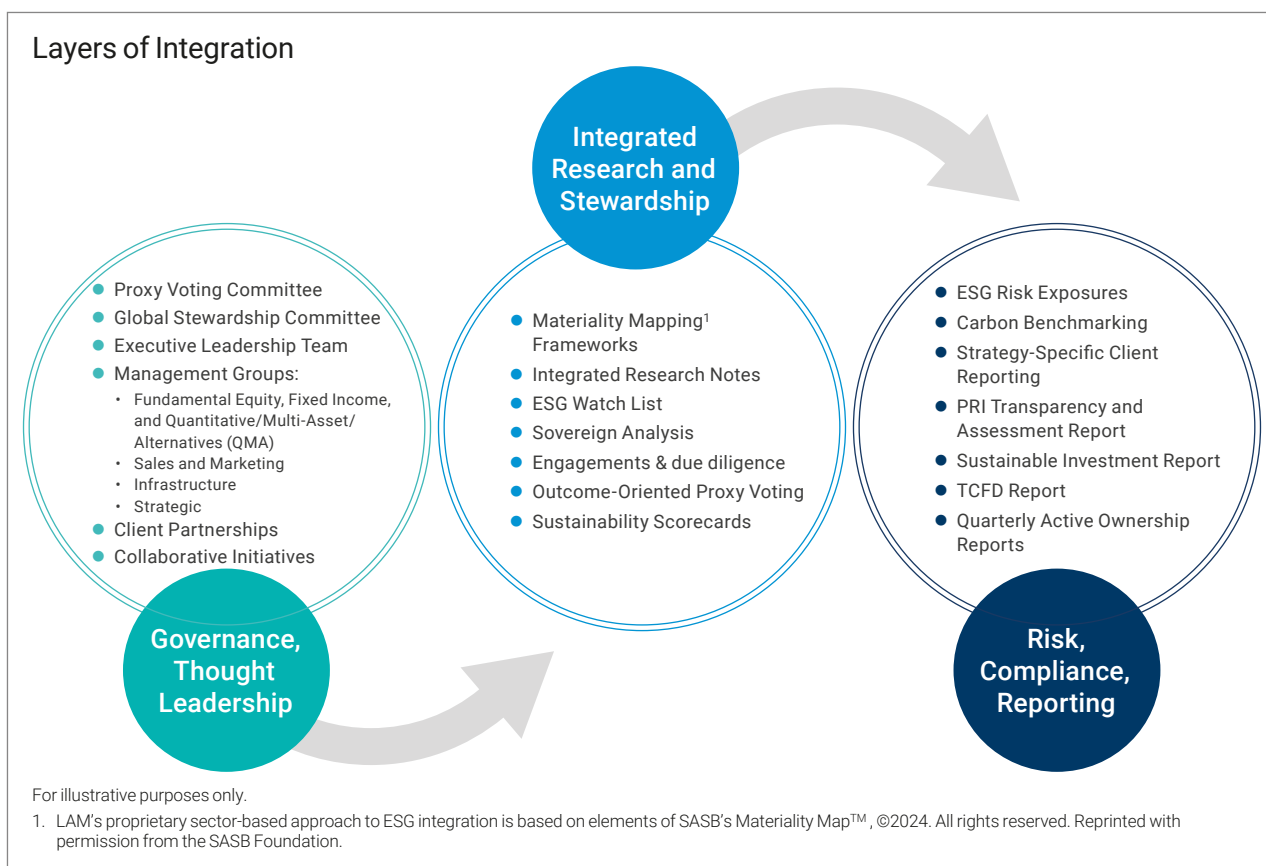 Layers of Integration
Integrated
Research and
Stewardship
Proxy Voting Committee
Global Stewardship Committee
Executive Leadership Team
Management Groups:
Fundamental Equity, Fixed Income,
and Quantitative/Multi-Asset/
Alternatives (QMA)
Sales and Marketing
Infrastructure
Strategic
Client Partnerships
Collaborative Initiatives
Governance,
Thought
Leadership
Materiality Mapping¹
Frameworks
Integrated Research Notes
ESG Watch List
Sovereign Analysis
Engagements & due diligence
Outcome-Oriented Proxy Voting
Sustainability Scorecards
ESG Risk Exposures
Carbon Benchmarking
Strategy-Specific Client
Reporting
PRI Transparency and
Assessment Report
Sustainable Investment Report
TCFD Report
Quarterly Active Ownership
Reports
Risk,
Compliance,
Reporting
For illustrative purposes only.
1. LAM's proprietary sector-based approach to ESG integration is based on elements of SASB's Materiality Map™ , ©2024. All rights reserved. Reprinted with
permission from the SASB Foundation.